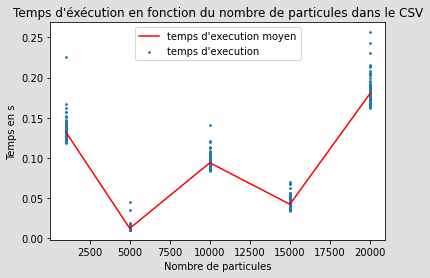 Temps d'éxécution en fonction du nombre de particules dans le CSV
temps d'execution moyen
temps d'execution
0.25
0.20
0.15
0.10
0.05
0.00
Temps en s
2500 5000 7500 10000 12500 15000 17500 20000
Nombre de particules